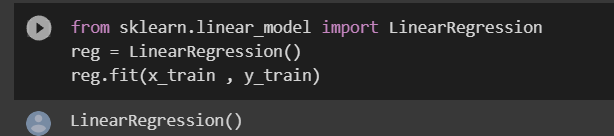 from sklearn.linear_model import LinearRegression
reg = LinearRegression()
reg.fit(x_train , y_train)
LinearRegression()